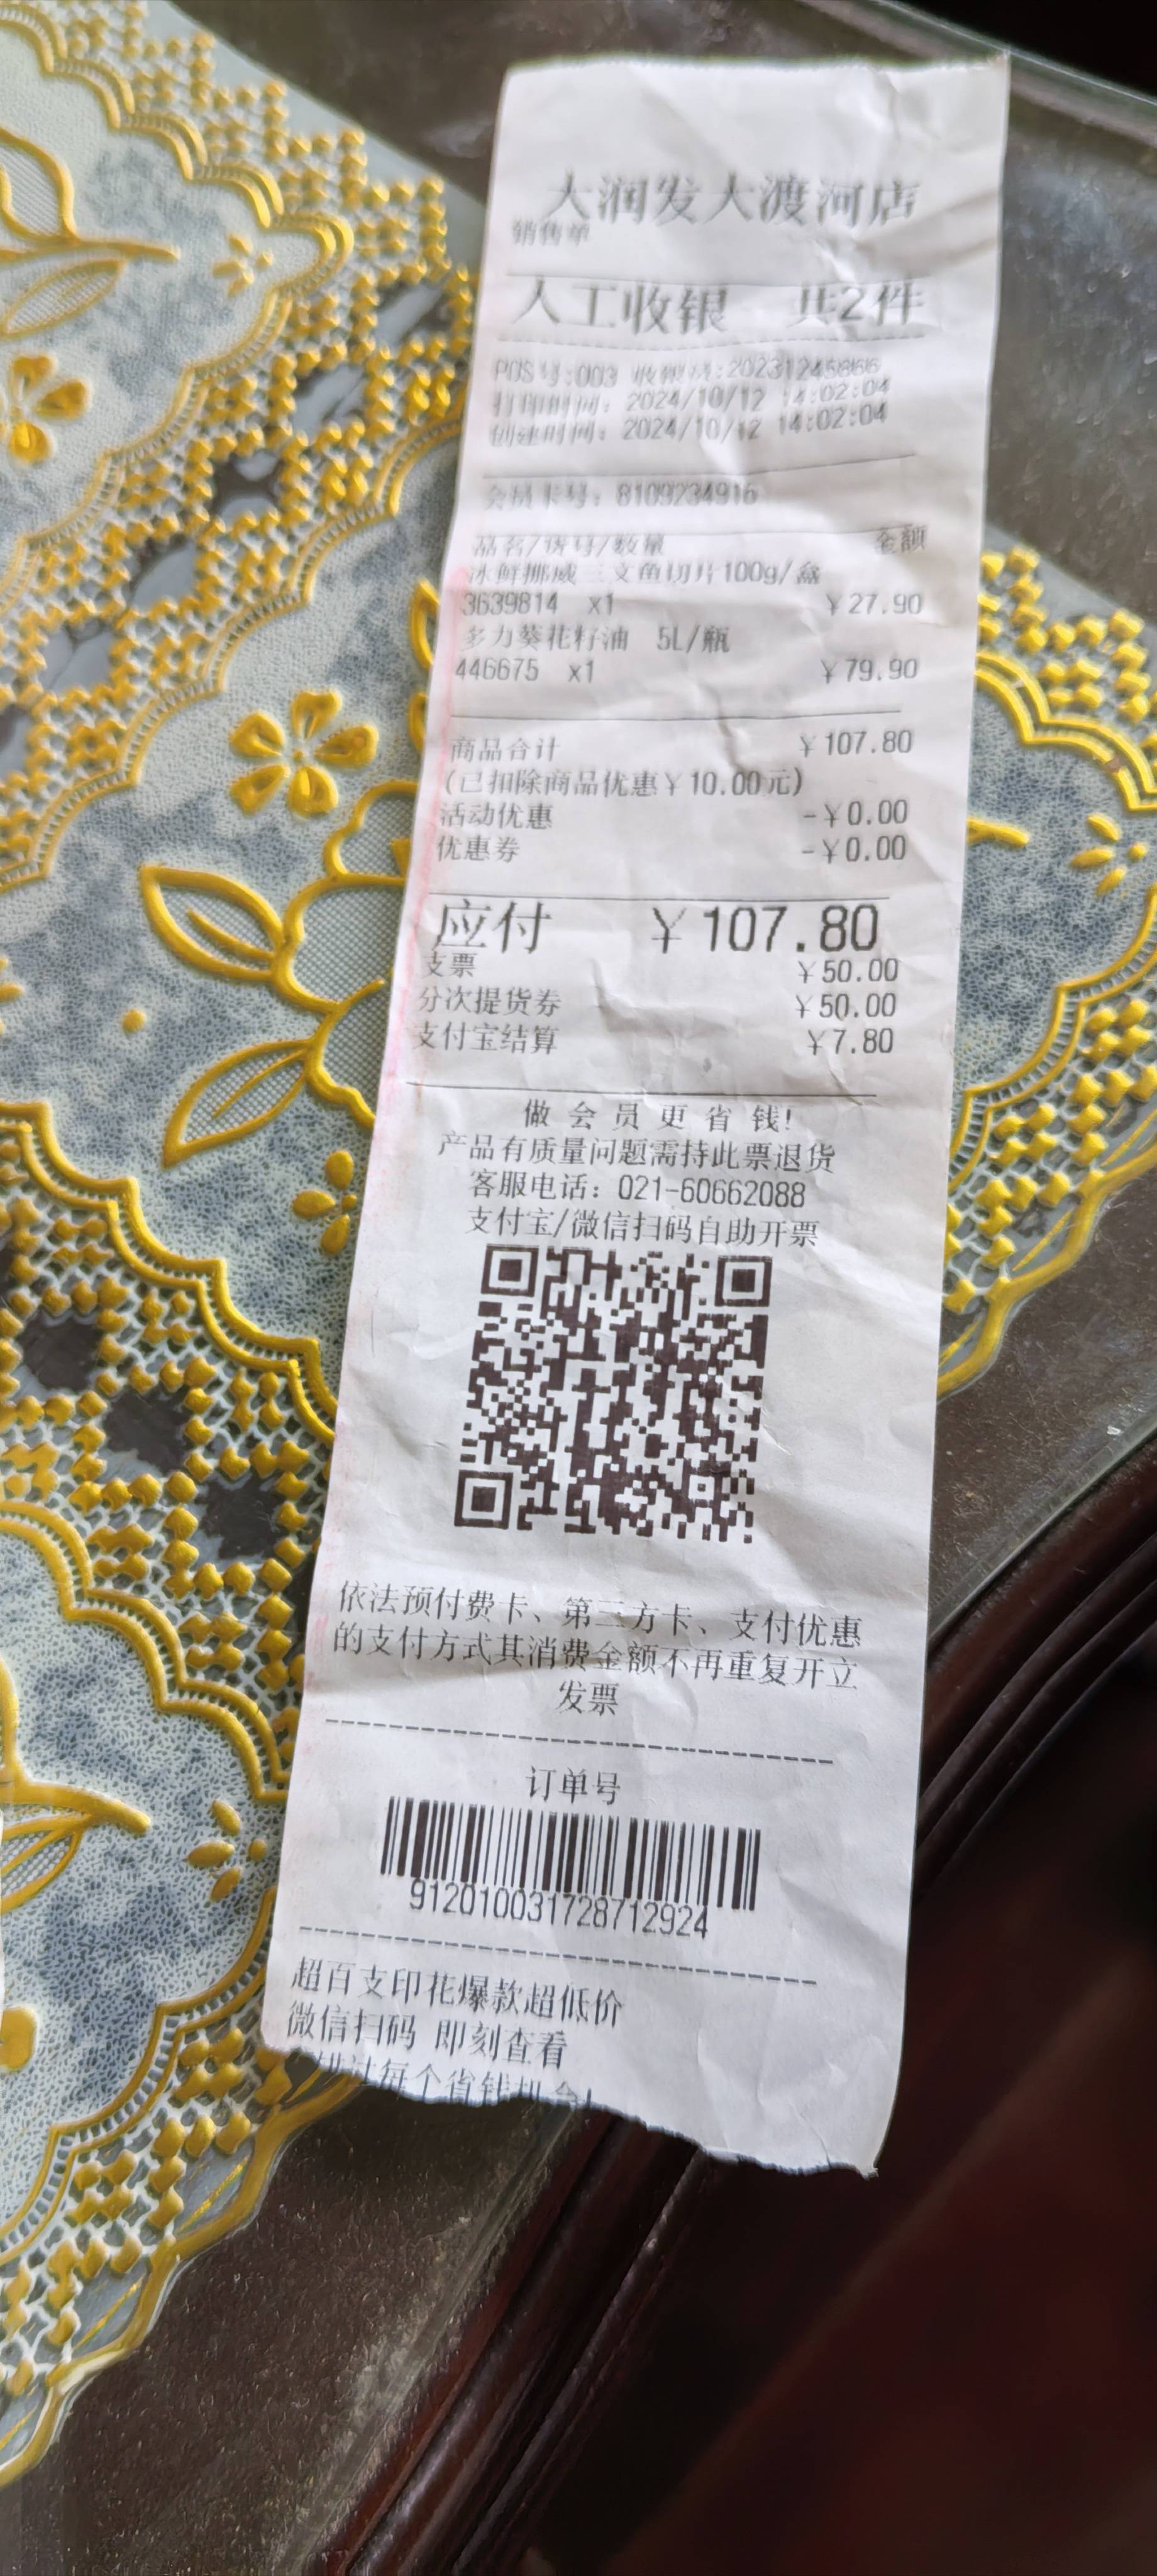 大润发大渡河店
销售单
人工收银 共2件
POS号:003 收银员:202312458666
打印时间: 2024/10/12 14:02:04
创建时间: 2024/10/12 14:02:04
会员卡号: 8109234916
品名/货号/数量 金额
冰鲜挪威三文鱼切片100g/盒
3639814 x1 ￥27.90
多力葵花籽油 5L/瓶
446675 x1 ￥79.90
商品合计 ￥107.80
(已扣除商品优惠￥10.00元)
活动优惠 -￥0.00
优惠券 -￥0.00
应付 ￥107.80
支票 ￥50.00
分次提货券 ￥50.00
支付宝结算 ￥7.80
做 会 员 更 省 钱!
产品有质量问题需持此票退货
客服电话: 021-60662088
支付宝/微信扫码自助开票
依法预付费卡、第三方卡、支付优惠
的支付方式其消费金额不再重复开立
发票
订单号
912010031728712924
超百支印花爆款超低价
微信扫码 即刻查看
每个省钱机会!